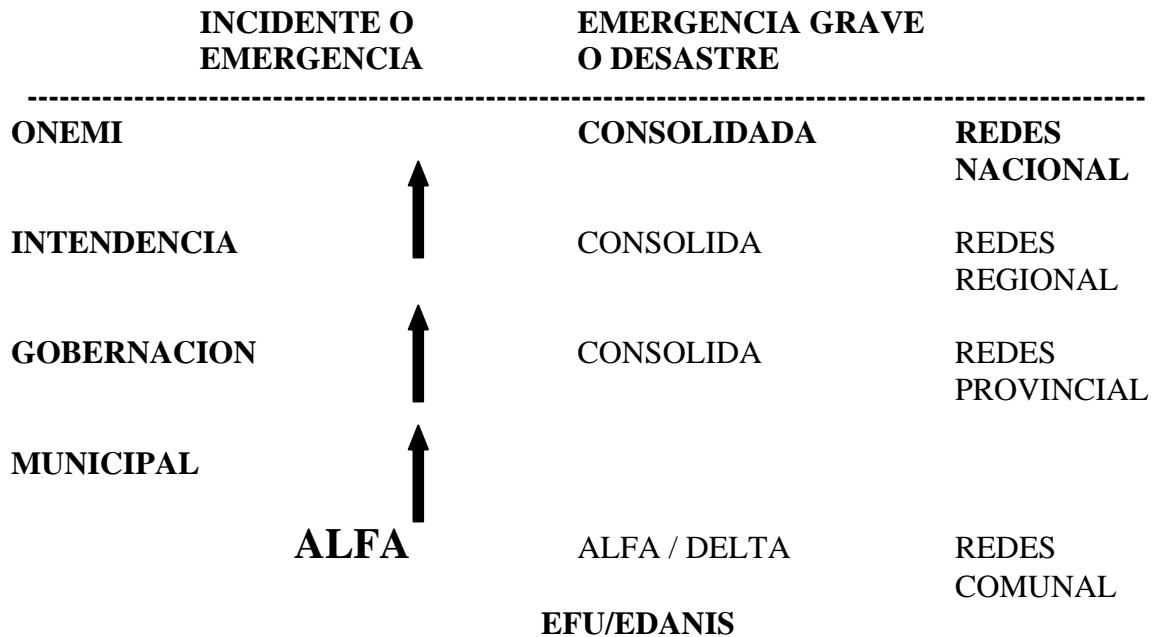 INCIDENTE O EMERGENCIA GRAVE
EMERGENCIA O DESASTRE
--------------------------------------------------------------------------------------------------------
ONEMI CONSOLIDADA REDES
NACIONAL
INTENDENCIA CONSOLIDA REDES
REGIONAL
GOBERNACION CONSOLIDA REDES
PROVINCIAL
MUNICIPAL
ALFA ALFA / DELTA REDES
COMUNAL
EFU/EDANIS